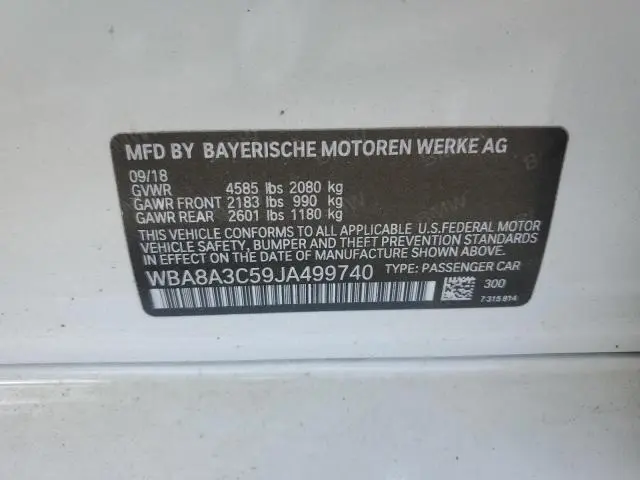 MFD BY BAYERISCHE MOTOREN WERKE AG
09/18
GVWR 4585 lbs 2080 kg
GAWR FRONT 2183 lbs 990 kg
GAWR REAR 2601 lbs 1180 kg
THIS VEHICLE CONFORMS TO ALL APPLICABLE U.S.FEDERAL MOTOR
VEHICLE SAFETY, BUMPER, AND THEFT PREVENTION STANDARDS
IN EFFECT ON THE DATE OF MANUFACTURE SHOWN ABOVE.
WBA8A3C59JA499740 TYPE: PASSENGER CAR
300
7 315 814